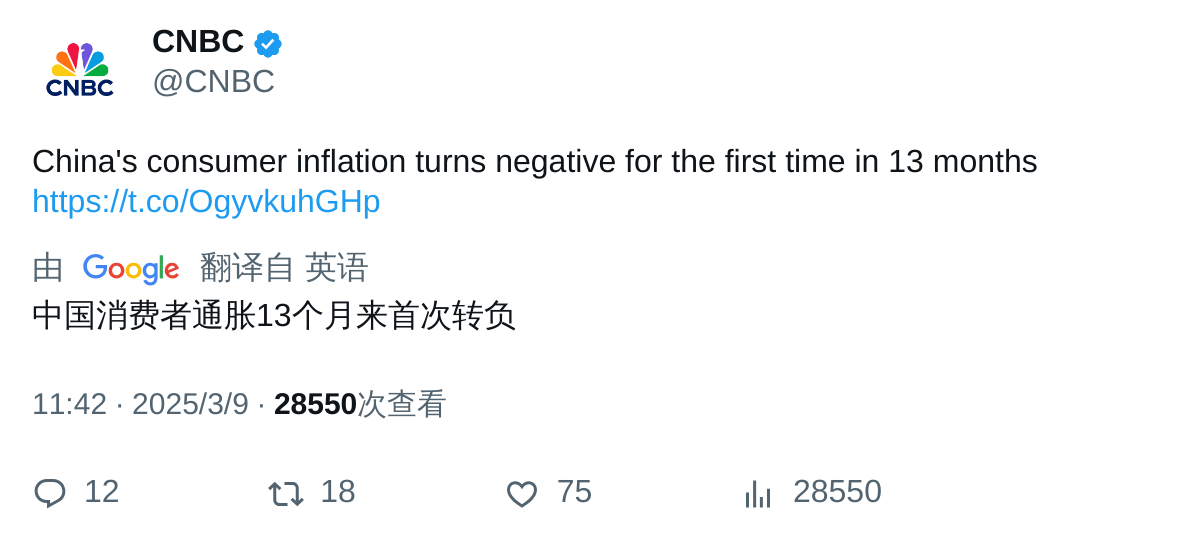 CNBC
CNBC
@CNBC
China's consumer inflation turns negative for the first time in 13 months
https://t.co/OgyvkuhGHp
由 Google 翻译自 英语
中国消费者通胀13个月来首次转负
11:42 · 2025/3/9 · 28550次查看
12 18 75 28550